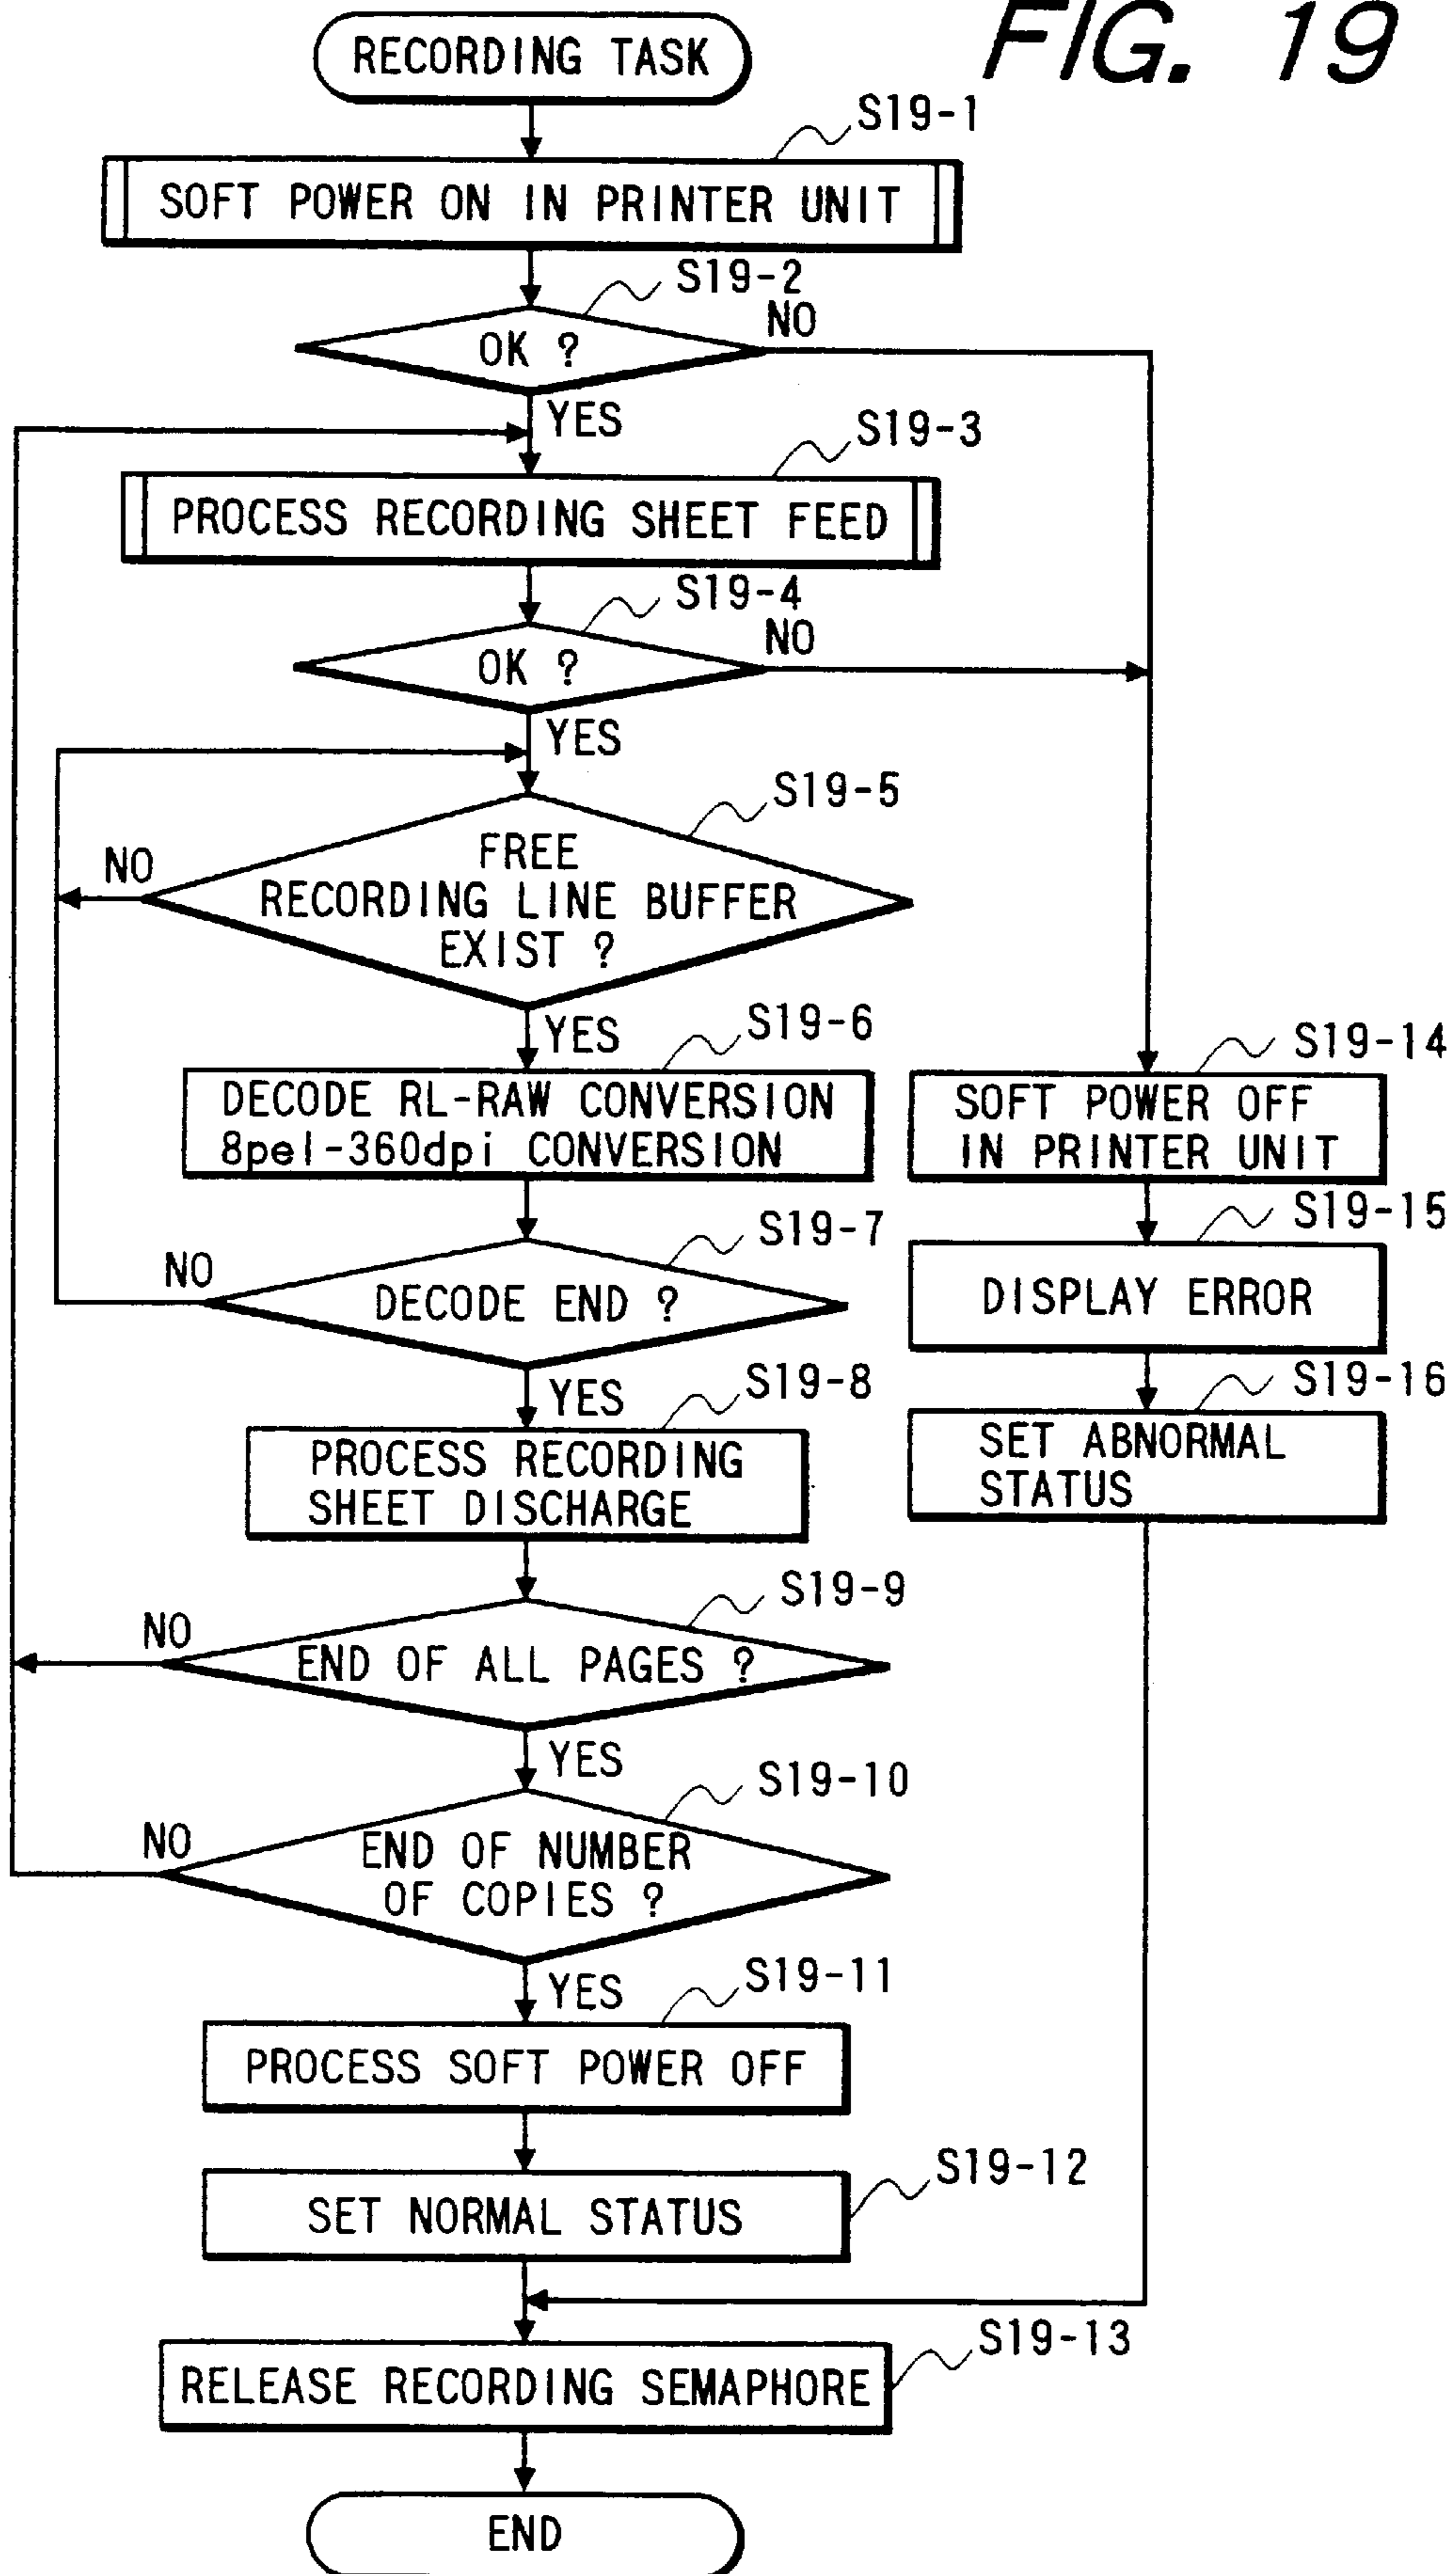 FIG. 19
RECORDING TASK
S19-1
SOFT POWER ON IN PRINTER UNIT
S19-2
OK ?
NO
YES
S19-3
PROCESS RECORDING SHEET FEED
S19-4
OK ?
NO
YES
S19-5
FREE
RECORDING LINE BUFFER
EXIST ?
NO
YES
S19-6
DECODE RL-RAW CONVERSION
8pel-360dpi CONVERSION
S19-7
DECODE END ?
NO
YES
S19-8
PROCESS RECORDING
SHEET DISCHARGE
S19-9
END OF ALL PAGES ?
NO
YES
S19-10
END OF NUMBER
OF COPIES ?
NO
YES
S19-11
PROCESS SOFT POWER OFF
S19-12
SET NORMAL STATUS
S19-14
SOFT POWER OFF
IN PRINTER UNIT
S19-15
DISPLAY ERROR
S19-16
SET ABNORMAL
STATUS
S19-13
RELEASE RECORDING SEMAPHORE
END